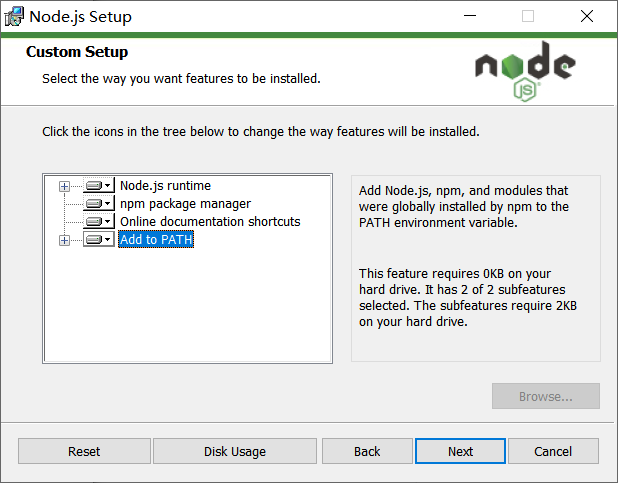 Node.js Setup
Custom Setup
Select the way you want features to be installed.
node
JS
Click the icons in the tree below to change the way features will be installed.
Node.js runtime
npm package manager
Online documentation shortcuts
Add to PATH
Add Node.js, npm, and modules that
were globally installed by npm to the
PATH environment variable.
This feature requires 0KB on your
hard drive. It has 2 of 2 subfeatures
selected. The subfeatures require 2KB
on your hard drive.
Browse...
Reset
Disk Usage
Back
Next
Cancel